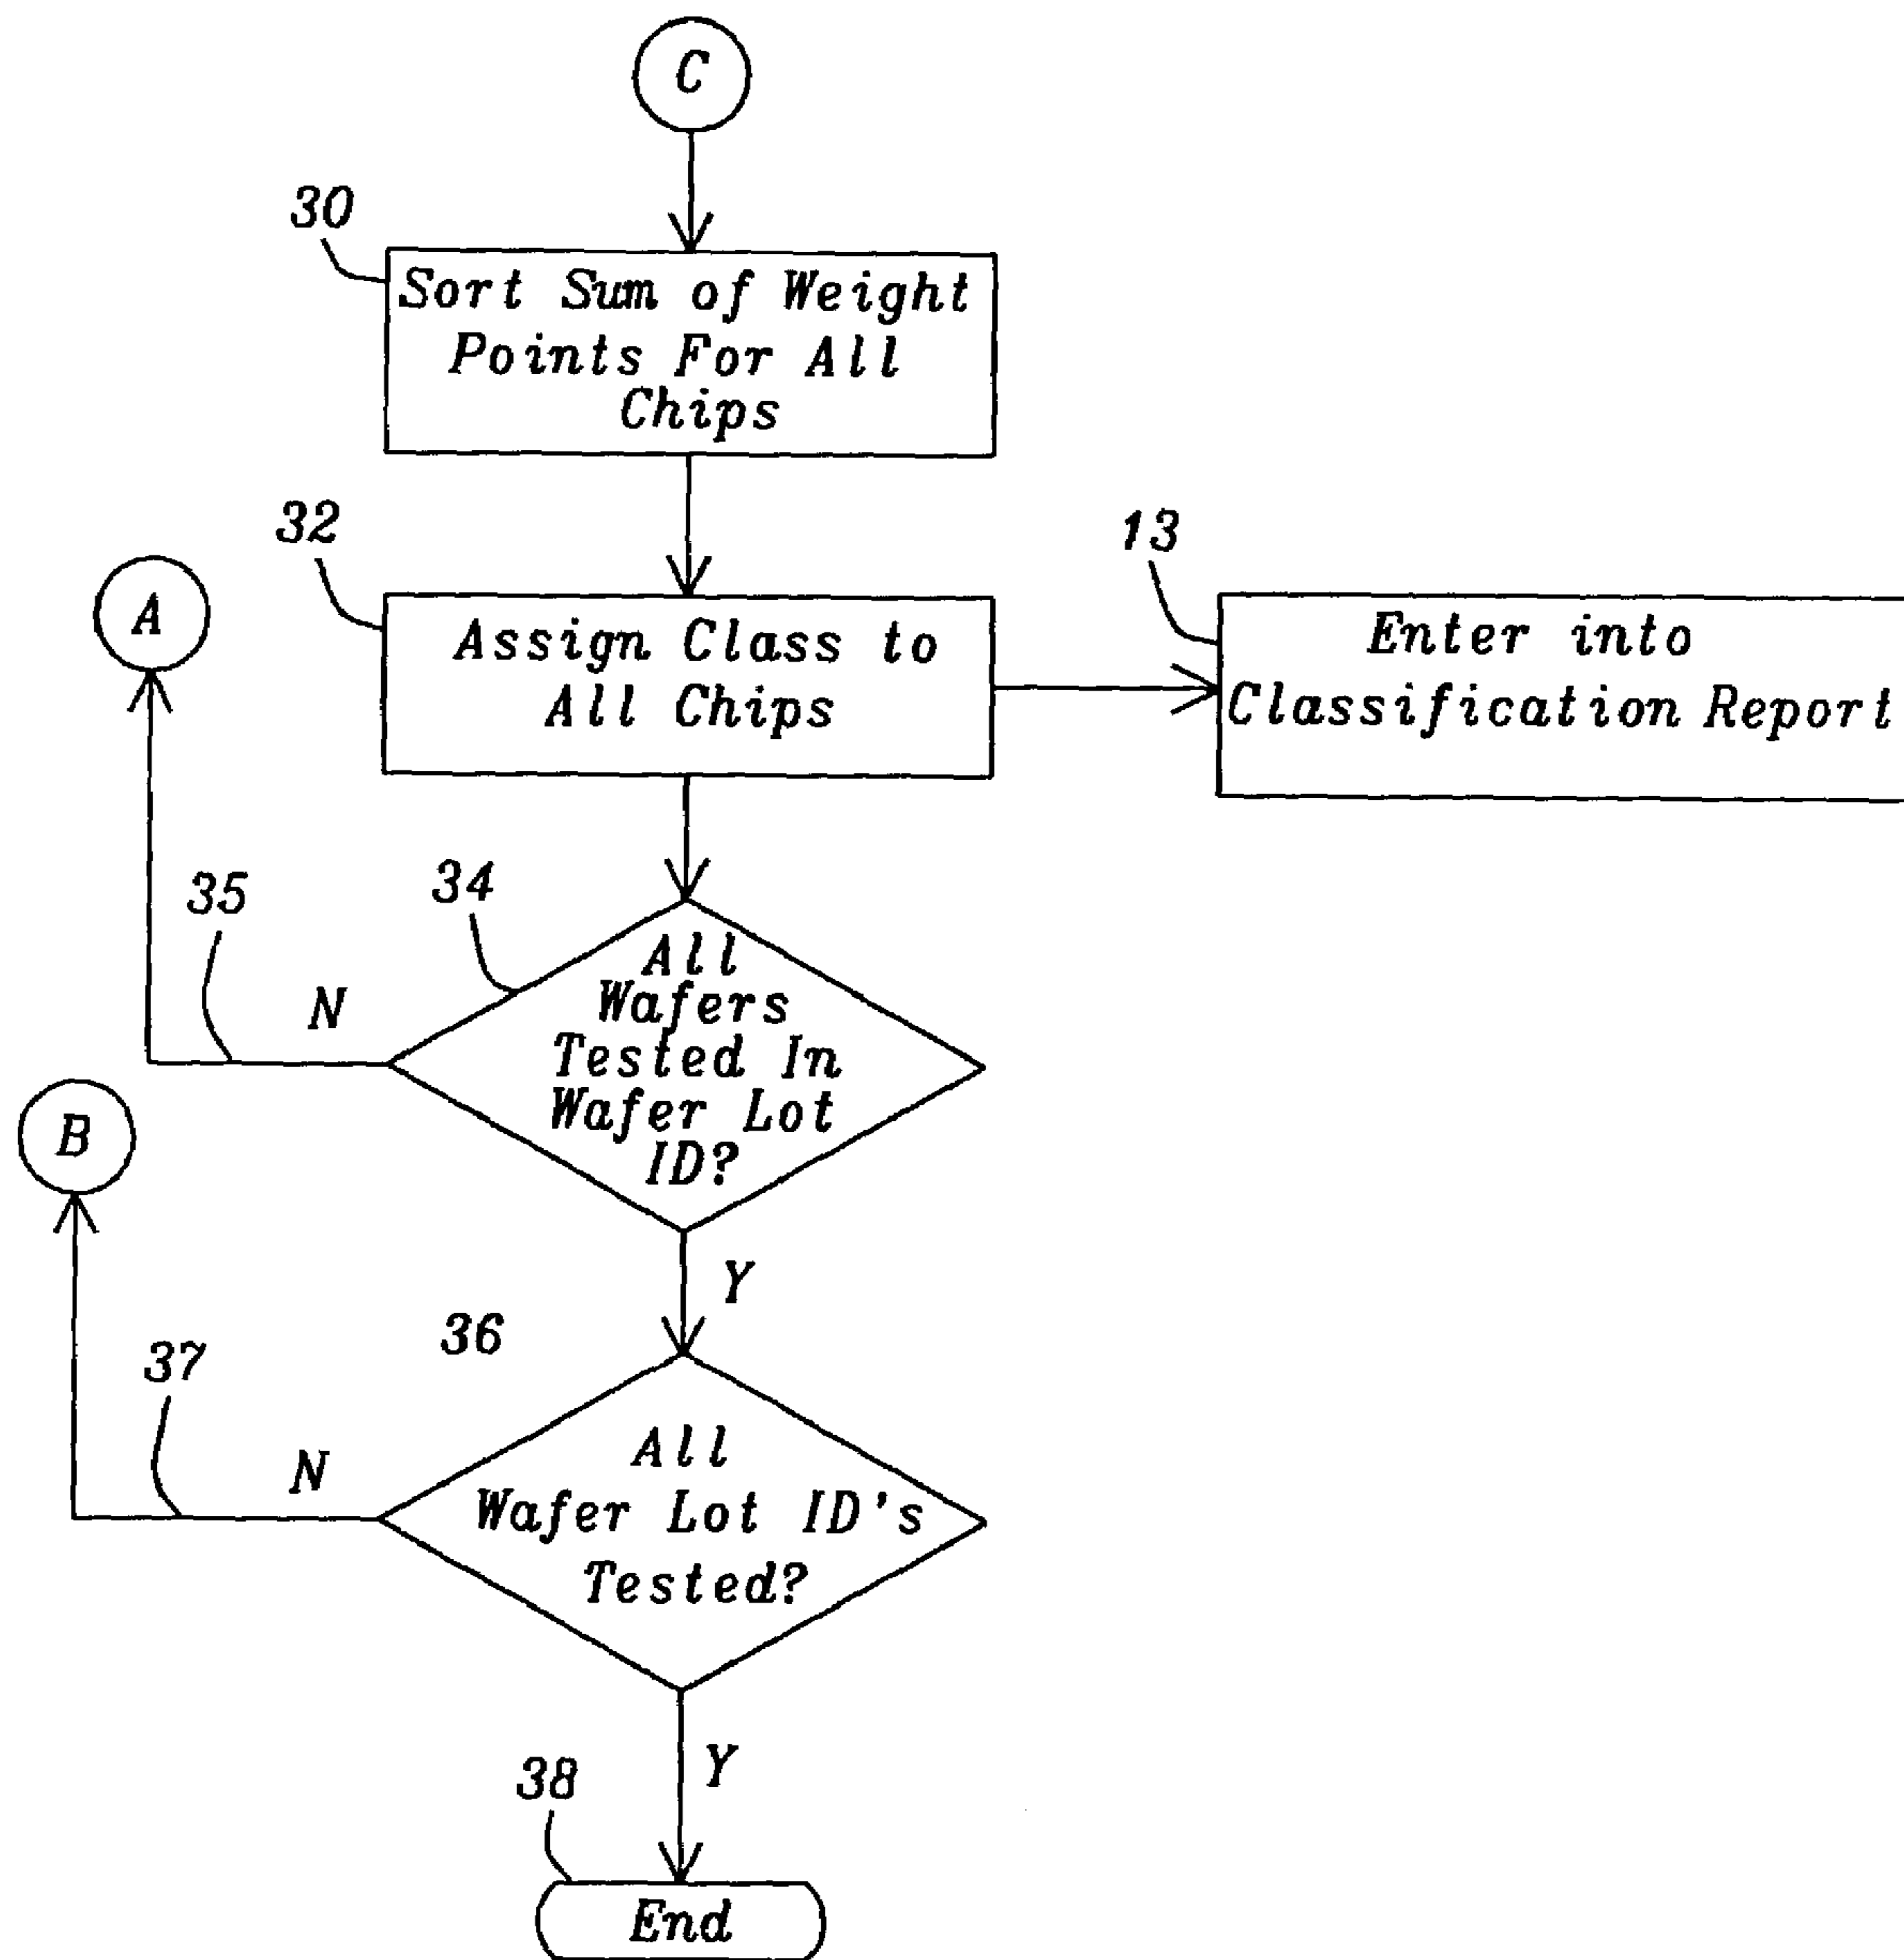 C
30
Sort Sum of Weight
Points For All
Chips
32
13
A
Assign Class to
All Chips
Enter into
Classification Report
35
34
N
All
Wafers
Tested In
Wafer Lot
ID?
B
Y
36
37
N
All
Wafer Lot ID's
Tested?
Y
38
End